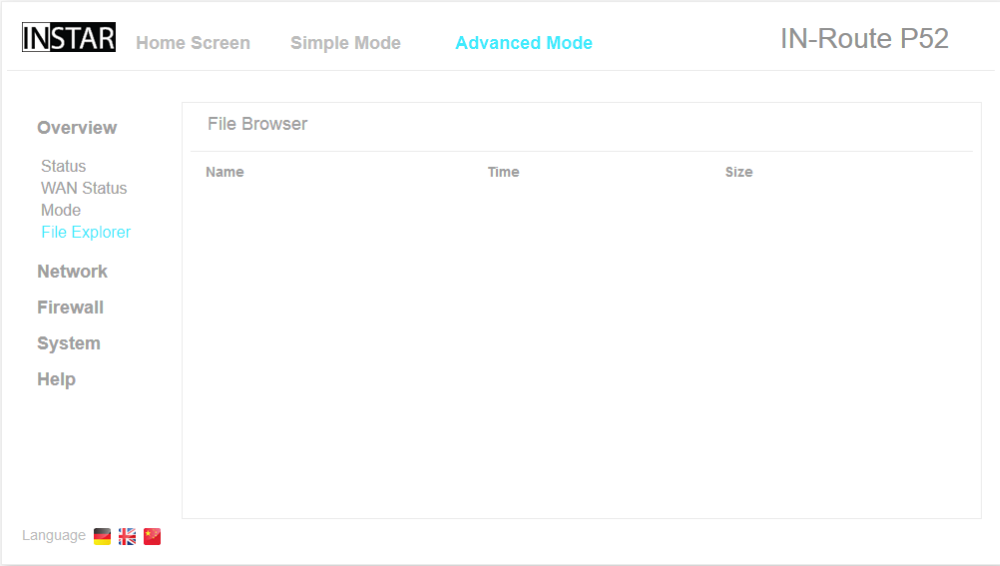 INSTAR Home Screen Simple Mode Advanced Mode IN-Route P52
Overview
Status
WAN Status
Mode
File Explorer
Network
Firewall
System
Help
File Browser
Name Time Size
Language